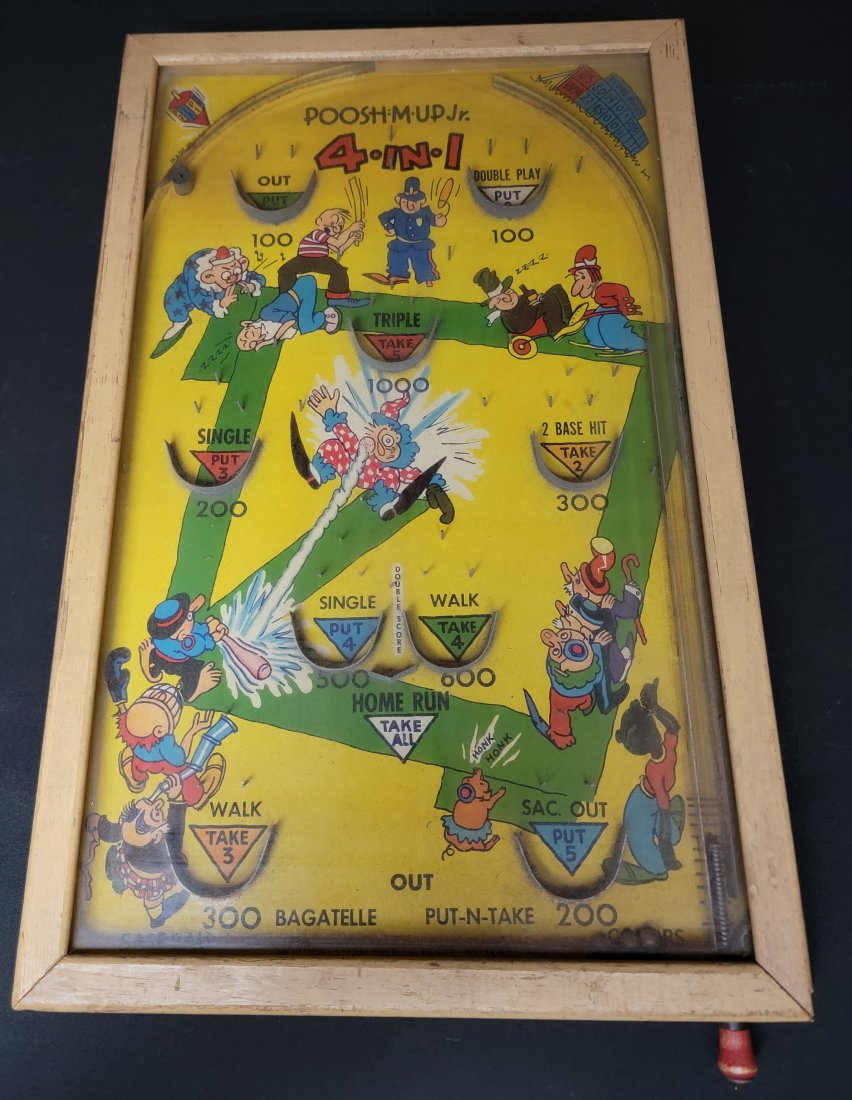 POOSH-M-UP Jr.
4·IN·1
OUT
PUT
100
DOUBLE PLAY
PUT
100
ZZZZ
TRIPLE
TAKE
5
1000
ZZZZ
SINGLE
PUT
3
200
2 BASE HIT
TAKE
2
300
DOUBLE SCORE
SINGLE
PUT
4
500
WALK
TAKE
4
600
HOME RUN
TAKE
ALL
HONK
HONK
WALK
TAKE
3
300
SAC. OUT
PUT
5
200
OUT
BAGATELLE
PUT-N-TAKE